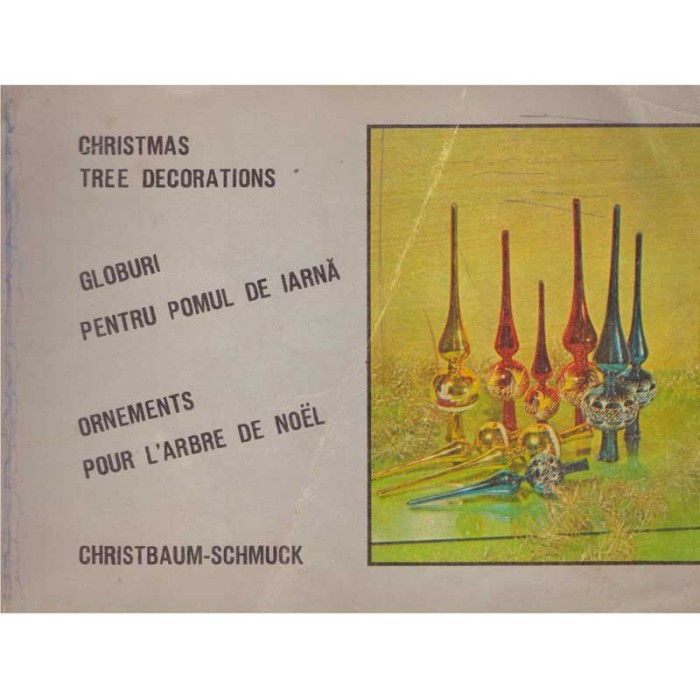 CHRISTMAS
TREE DECORATIONS
GLOBURI
PENTRU POMUL DE IARNĂ
ORNEMENTS
POUR L'ARBRE DE NOËL
CHRISTBAUM-SCHMUCK